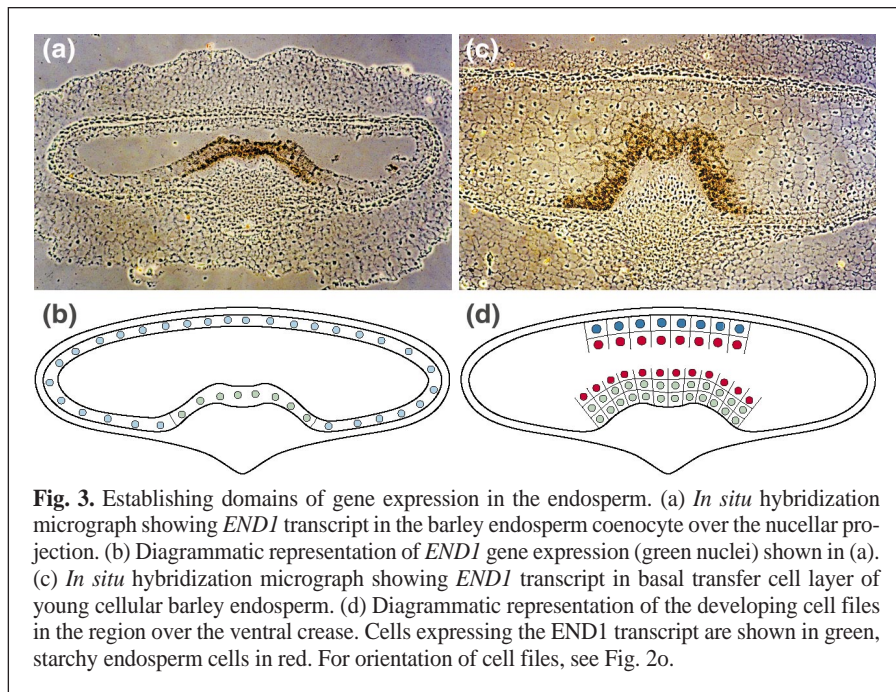 (a)
(c)
(b)
(d)
Fig. 3. Establishing domains of gene expression in the endosperm. (a) In situ hybridization
micrograph showing END1 transcript in the barley endosperm coenocyte over the nucellar pro-
jection. (b) Diagrammatic representation of END1 gene expression (green nuclei) shown in (a).
(c) In situ hybridization micrograph showing END1 transcript in basal transfer cell layer of
young cellular barley endosperm. (d) Diagrammatic representation of the developing cell files
in the region over the ventral crease. Cells expressing the END1 transcript are shown in green,
starchy endosperm cells in red. For orientation of cell files, see Fig. 2o.